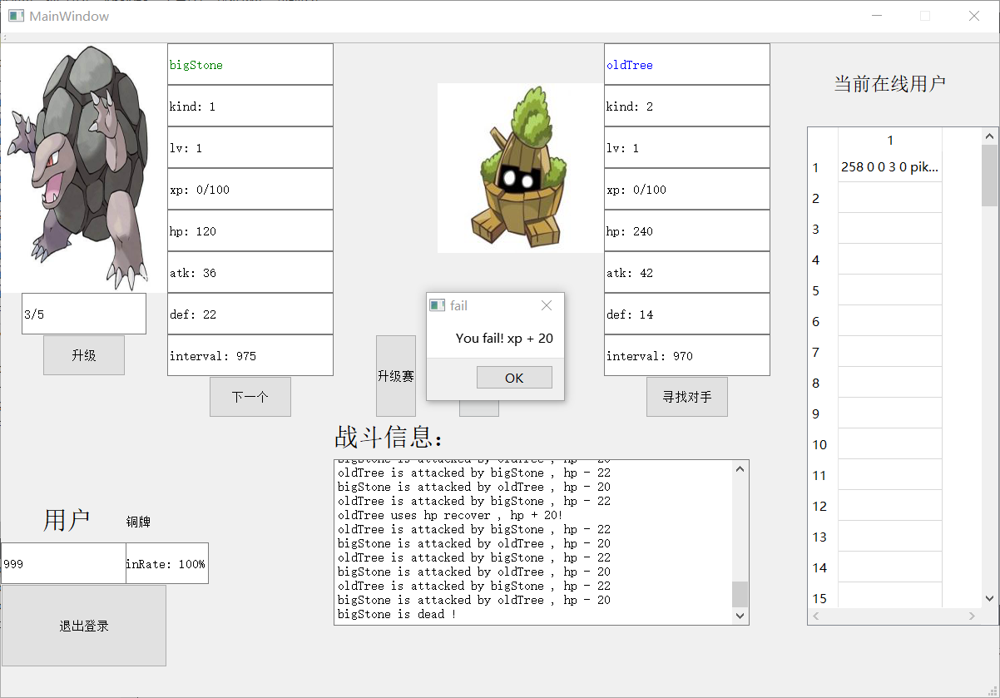 MainWindow
bigStone
kind: 1
lv: 1
xp: 0/100
hp: 120
atk: 36
def: 22
interval: 975
3/5
升级
下一个
oldTree
kind: 2
lv: 1
xp: 0/100
hp: 240
atk: 42
def: 14
interval: 970
升级赛
寻找对手
fail
You fail! xp + 20
OK
战斗信息:
bigStone is attacked by oldTree , hp - 20
oldTree is attacked by bigStone , hp - 22
bigStone is attacked by oldTree , hp - 20
oldTree is attacked by bigStone , hp - 22
oldTree uses hp recover , hp + 20!
oldTree is attacked by bigStone , hp - 22
bigStone is attacked by oldTree , hp - 20
oldTree is attacked by bigStone , hp - 22
bigStone is attacked by oldTree , hp - 20
oldTree is attacked by bigStone , hp - 22
bigStone is attacked by oldTree , hp - 20
bigStone is dead !
用户
铜牌
999
inRate: 100%
退出登录
当前在线用户
1
1 258 0 0 3 0 pik...
2
3
4
5
6
7
8
9
10
11
12
13
14
15